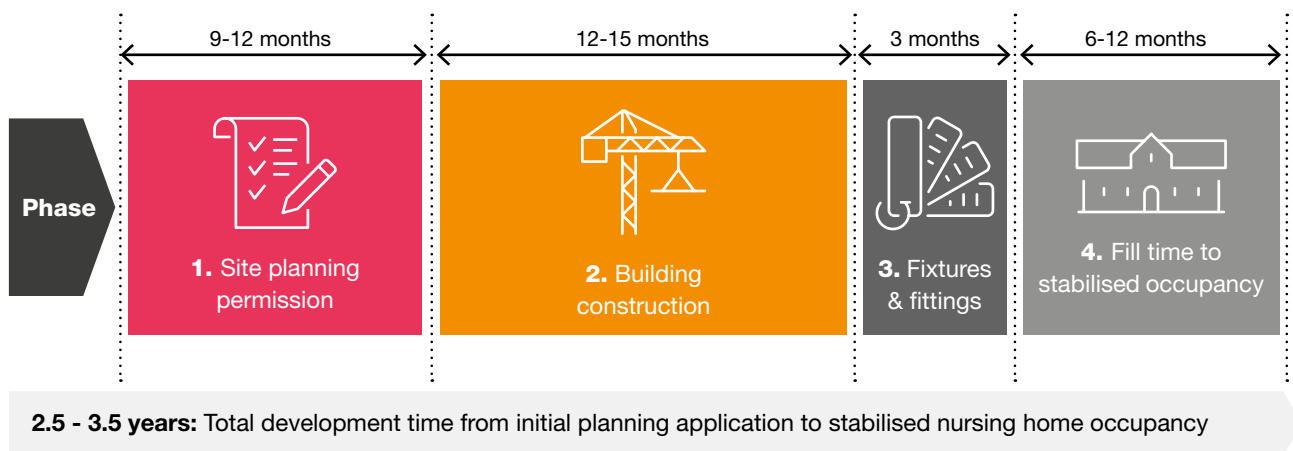 9-12 months
12-15 months
3 months
6-12 months
Phase
1. Site planning
permission
2. Building
construction
3. Fixtures
& fittings
4. Fill time to
stabilised occupancy
2.5 - 3.5 years: Total development time from initial planning application to stabilised nursing home occupancy